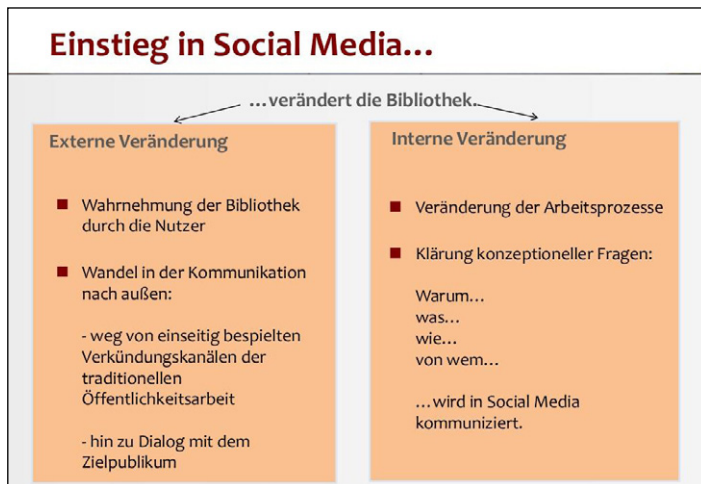 Einstieg in Social Media…
…verändert die Bibliothek.
Externe Veränderung
■ Wahrnehmung der Bibliothek
durch die Nutzer
■ Wandel in der Kommunikation
nach außen:
- weg von einseitig bespielten
Verkündungskanälen der
traditionellen
Öffentlichkeitsarbeit
- hin zu Dialog mit dem
Zielpublikum
Interne Veränderung
■ Veränderung der Arbeitsprozesse
■ Klärung konzeptioneller Fragen:
Warum…
was…
wie…
von wem…
…wird in Social Media
kommuniziert.